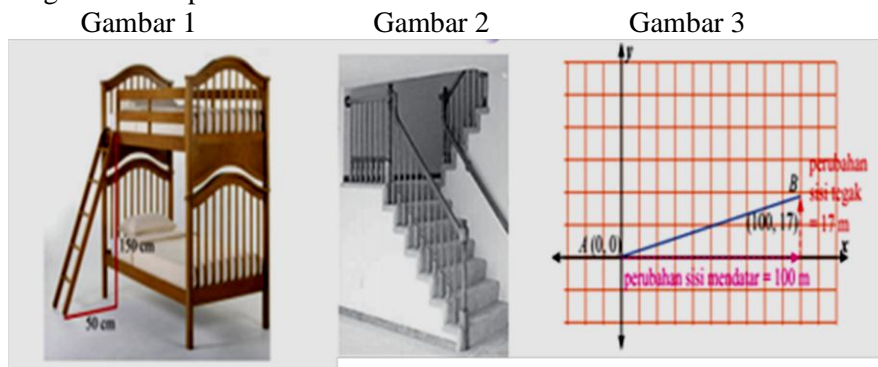 Gambar 1
Gambar 2
Gambar 3
150 cm
50 cm
y
B
perubahan
sisi tegak
= 17 m
(100, 17)
A (0, 0)
x
perubahan sisi mendatar = 100 m